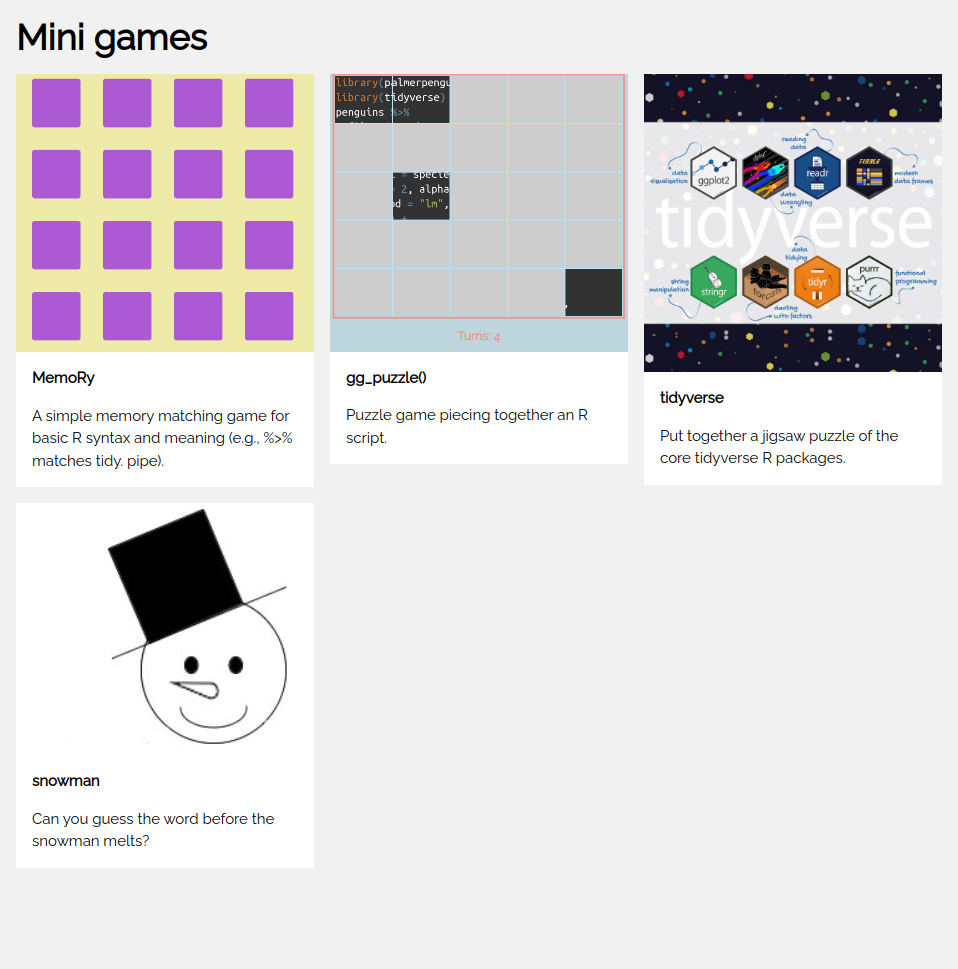 Mini games
library(palmerpengu
library(tidyverse)
penguins %>%
= specie
= 2, alpha
od = "lm",
+
Turns: 4
MemoRy
A simple memory matching game for
basic R syntax and meaning (e.g., %>%
matches tidy. pipe).
gg_puzzle()
Puzzle game piecing together an R
script.
reading
data
data
visualisation
ggplot2
dplyr
readr
TIBBLE
modern
data frames
data
wrangling
tidyverse
data
tidying
string
manipulation
stringr
forcats
tidyr
purrr
functional
programming
dealing
with factors
tidyverse
Put together a jigsaw puzzle of the
core tidyverse R packages.
snowman
Can you guess the word before the
snowman melts?